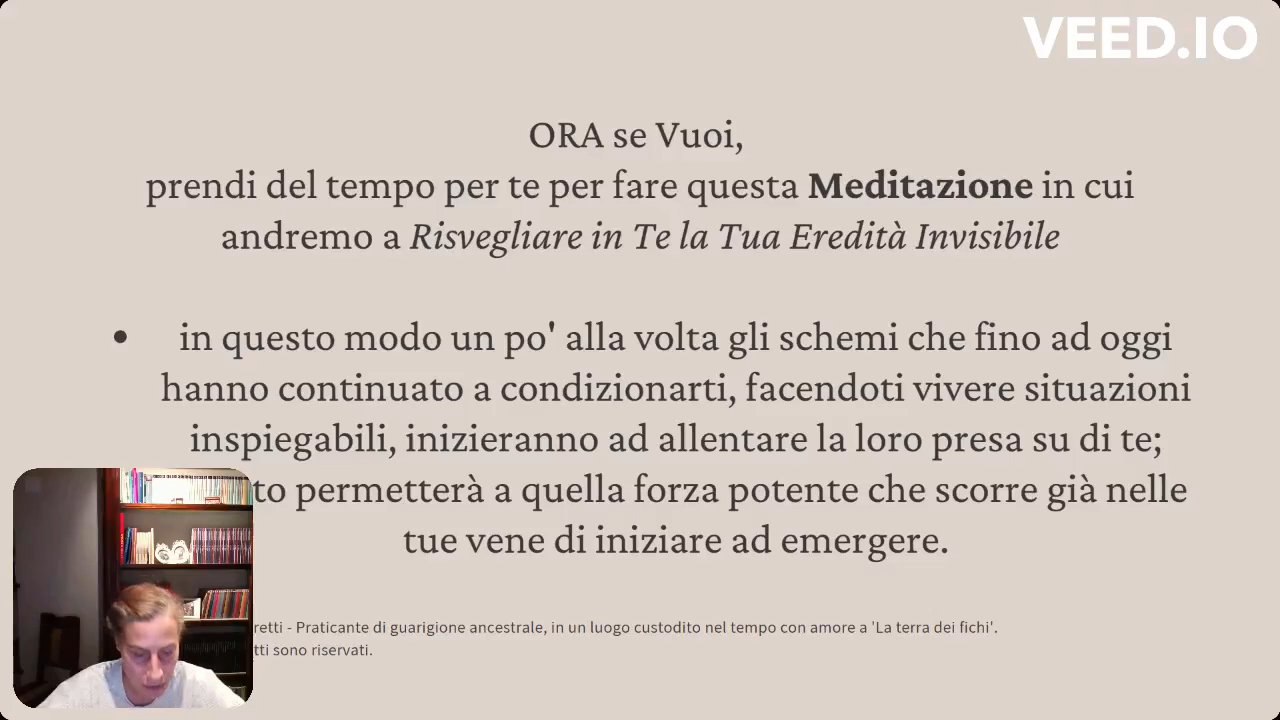 VEED.IO
ORA se Vuoi,
prendi del tempo per te per fare questa Meditazione in cui
andremo a Risvegliare in Te la Tua Eredità Invisibile
• in questo modo un po' alla volta gli schemi che fino ad oggi
hanno continuato a condizionarti, facendoti vivere situazioni
inspiegabili, inizieranno ad allentare la loro presa su di te;
to permetterà a quella forza potente che scorre già nelle
tue vene di iniziare ad emergere.
retti - Praticante di guarigione ancestrale, in un luogo custodito nel tempo con amore a 'La terra dei fichi'.
tti sono riservati.